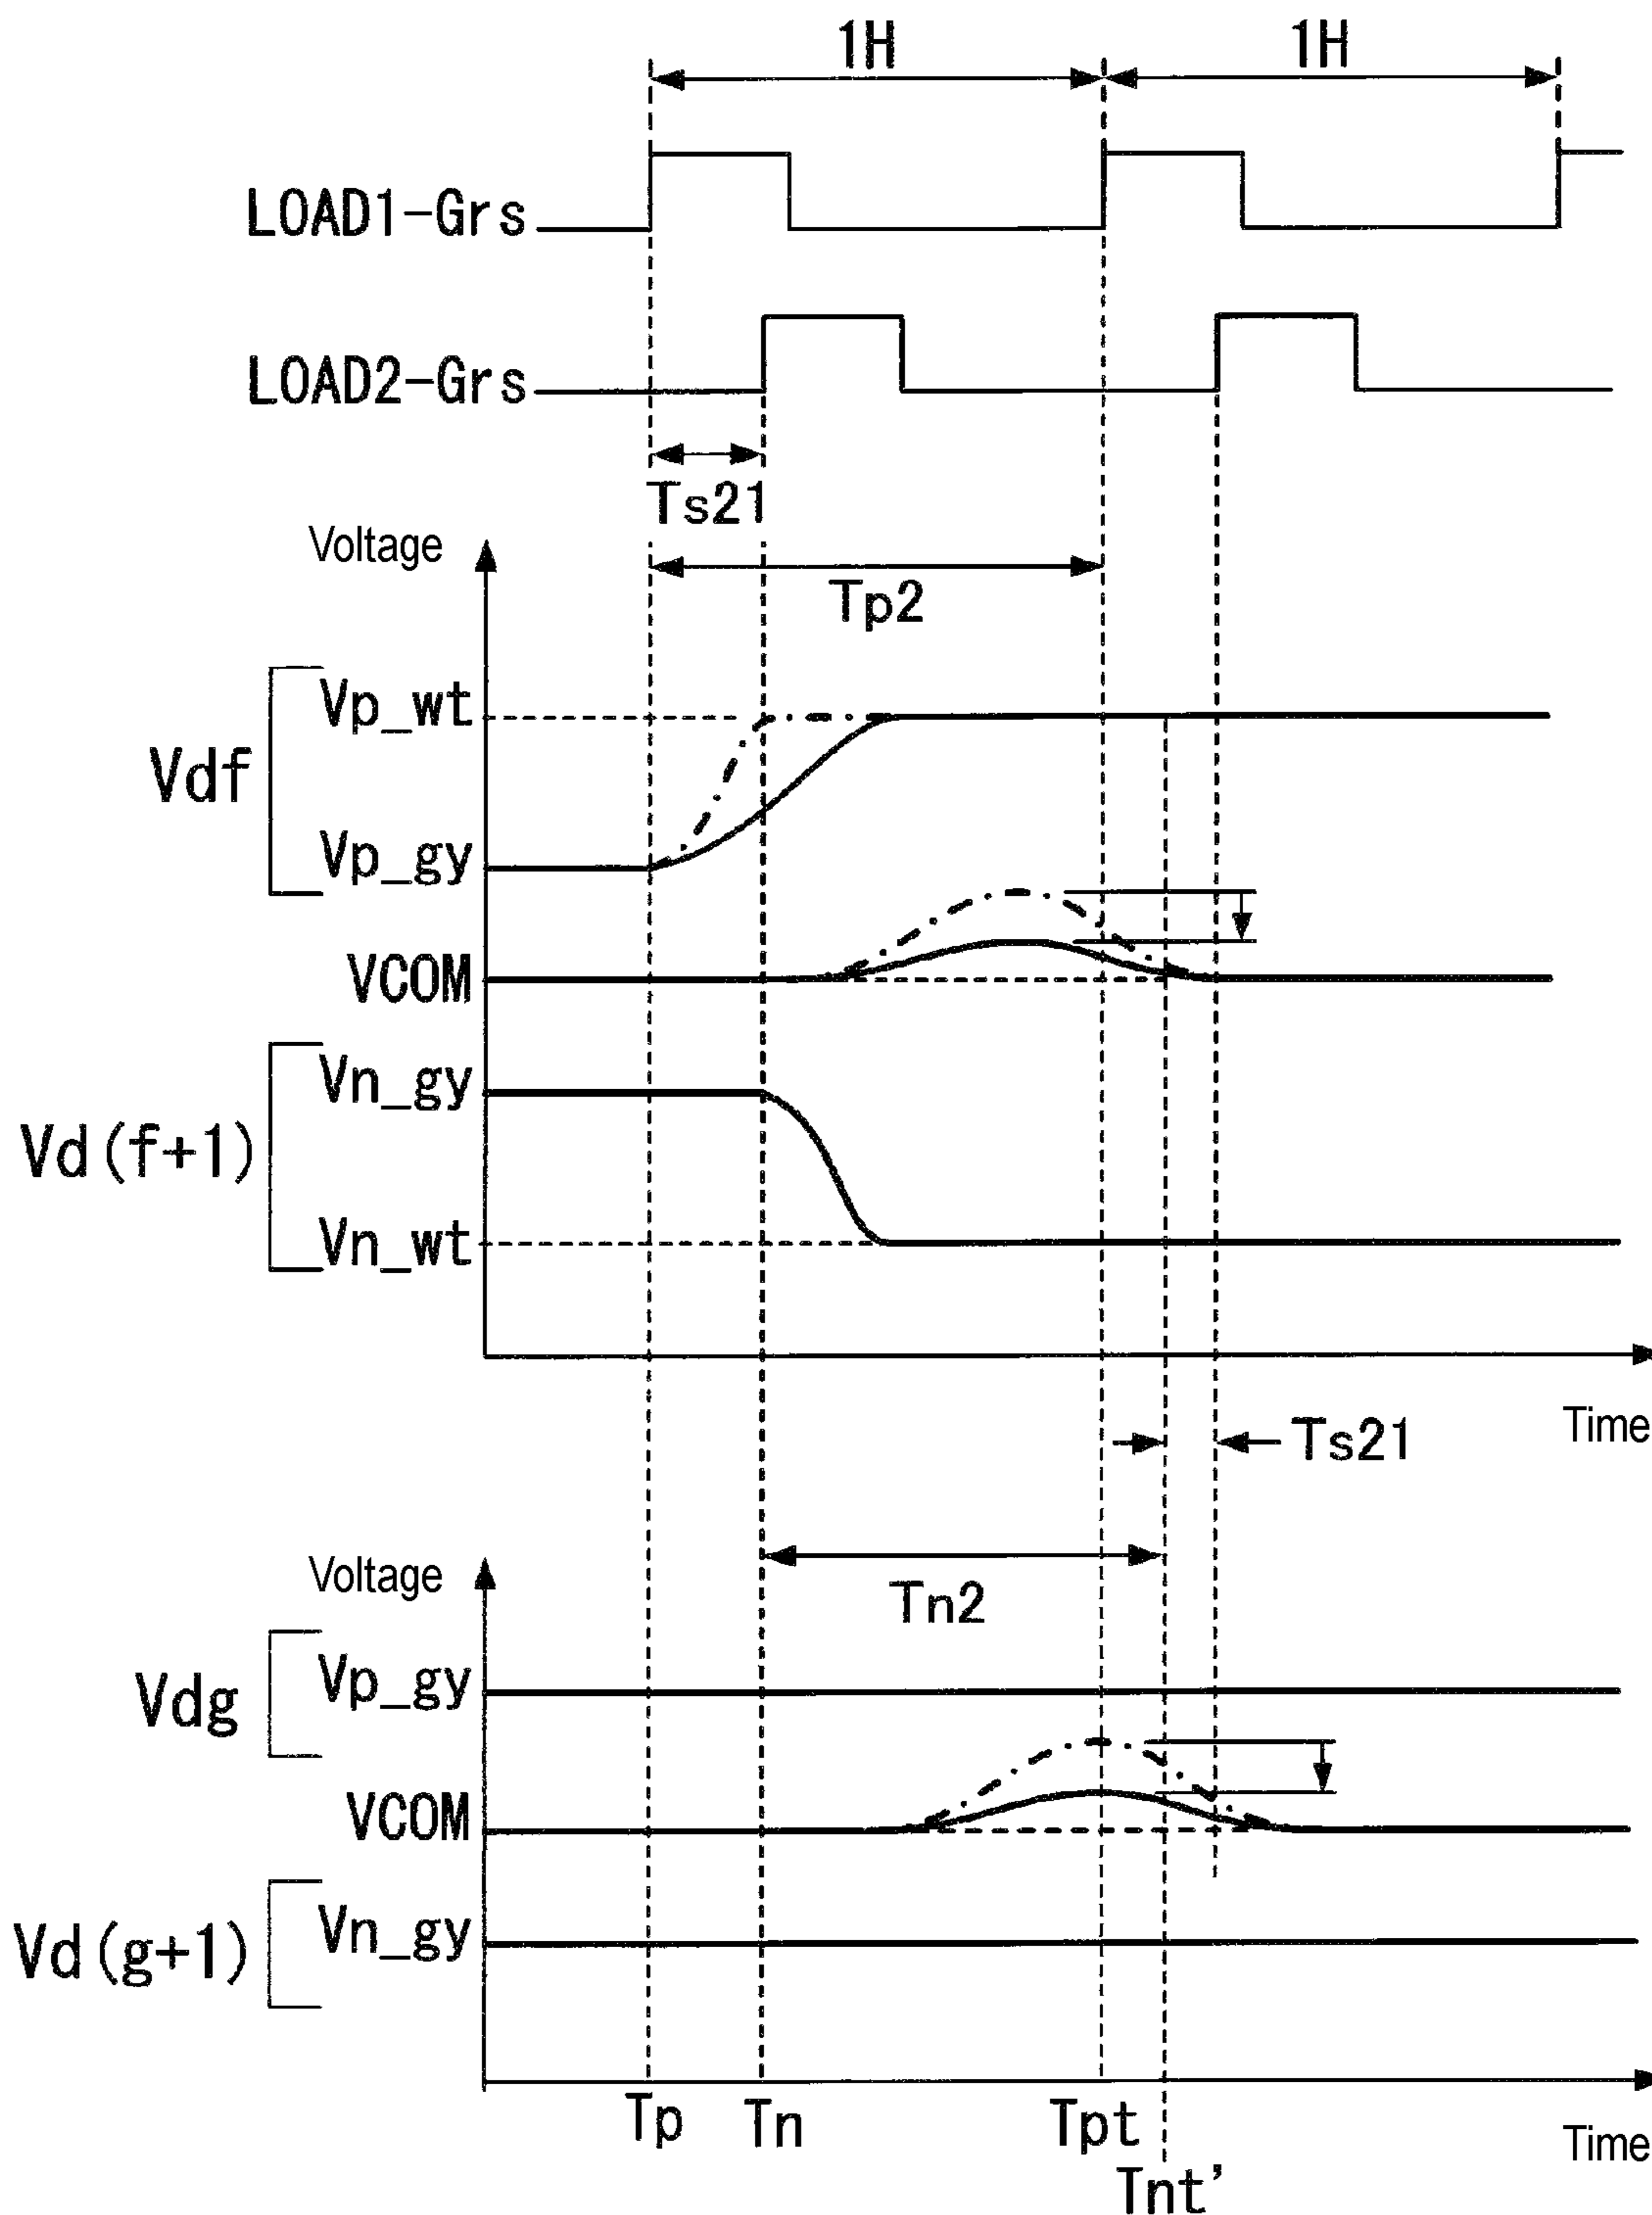 1H 1H
LOAD1-Grs
LOAD2-Grs
Ts21
Voltage
Tp2
Vp_wt
Vdf
Vp_gy
VCOM
Vn_gy
Vd(f+1)
Vn_wt
Time
Ts21
Voltage
Tn2
Vp_gy
Vdg
VCOM
Vn_gy
Vd(g+1)
Tp Tn Tpt
Time
Tnt'